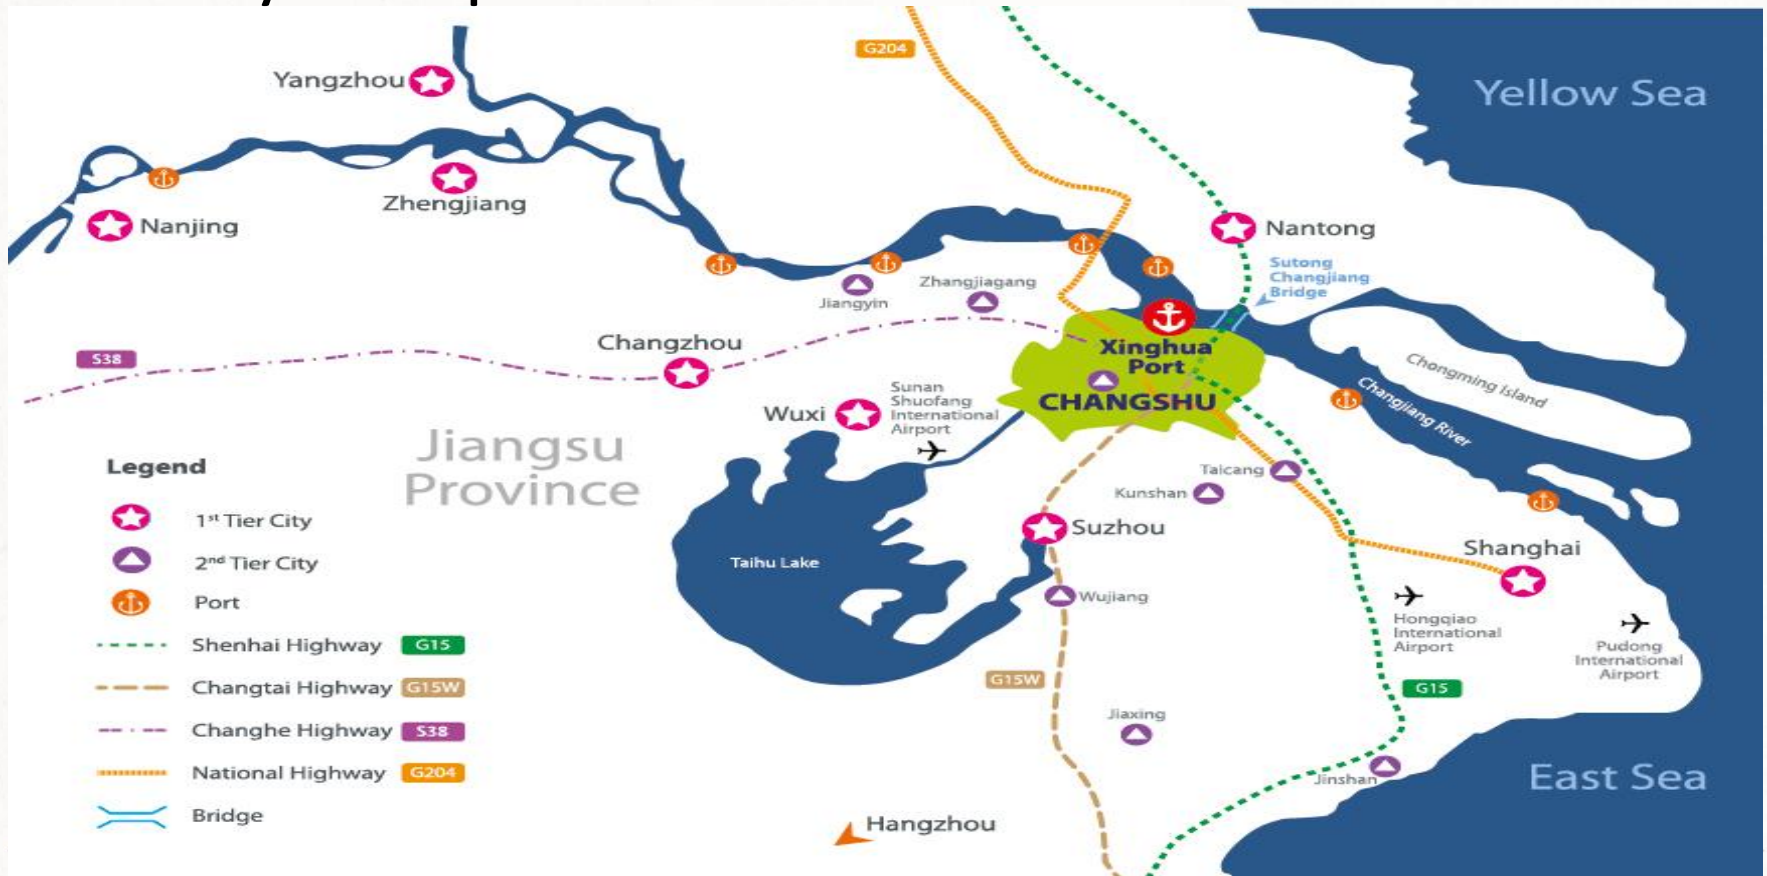 G204
Yellow Sea
Yangzhou
Zhengjiang
Nanjing
Nantong
Sutong
Changjiang
Bridge
Zhangjiagang
Jiangyin
Changzhou
S38
Xinghua
Port
CHANGSHU
Chongming Island
Changjiang River
Sunan
Shuofang
International
Airport
Wuxi
Jiangsu
Province
Taicang
Kunshan
Suzhou
Taihu Lake
Wujiang
Shanghai
Hongqiao
International
Airport
Pudong
International
Airport
G15W
G15
Jiaxing
Jinshan
East Sea
Hangzhou
Legend
1st Tier City
2nd Tier City
Port
Shenhai Highway G15
Changtai Highway G15W
Changhe Highway S38
National Highway G204
Bridge